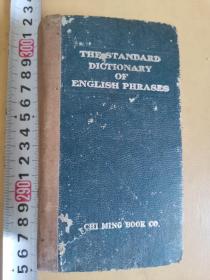 THE STANDARD
DICTIONARY
OF
ENGLISH PHRASES
CHI MING BOOK CO.